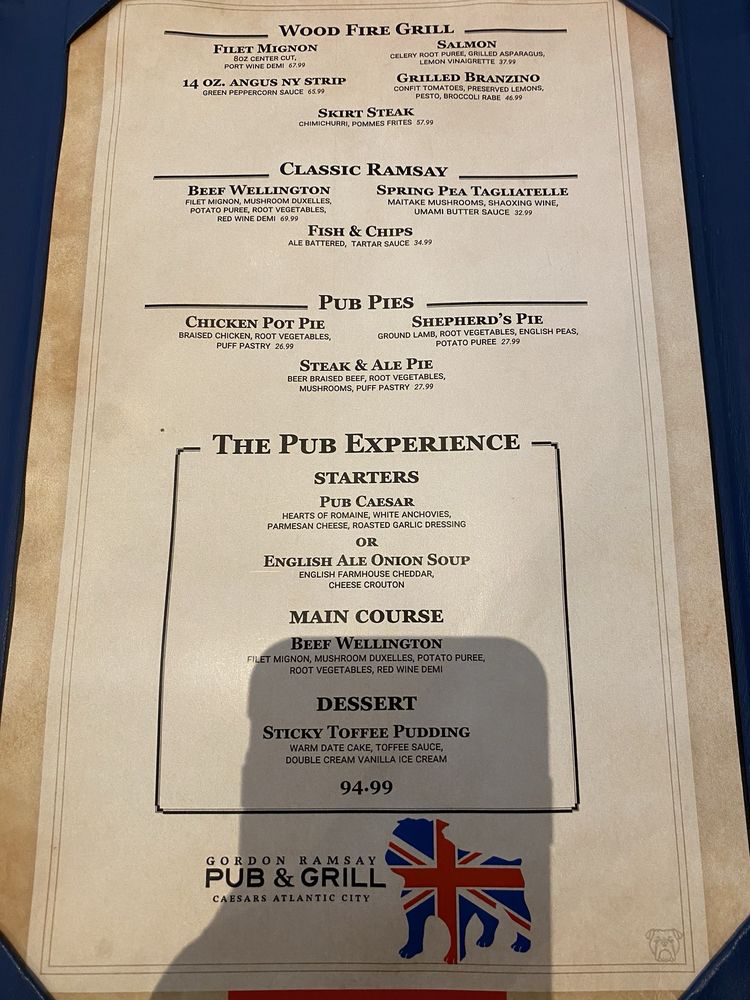 WOOD FIRE GRILL
FILET MIGNON
8OZ CENTER CUT,
PORT WINE DEMI 67.99
SALMON
CELERY ROOT PUREE, GRILLED ASPARAGUS,
LEMON VINAIGRETTE 37.99
14 OZ. ANGUS NY STRIP
GREEN PEPPERCORN SAUCE 65.99
GRILLED BRANZINO
CONFIT TOMATOES, PRESERVED LEMONS,
PESTO, BROCCOLI RABE 46.99
SKIRT STEAK
CHIMICHURRI, POMMES FRITES 57.99
CLASSIC RAMSAY
BEEF WELLINGTON
FILET MIGNON, MUSHROOM DUXELLES,
POTATO PUREE, ROOT VEGETABLES,
RED WINE DEMI 69.99
SPRING PEA TAGLIATELLE
MAITAKE MUSHROOMS, SHAOXING WINE,
UMAMI BUTTER SAUCE 32.99
FISH & CHIPS
ALE BATTERED, TARTAR SAUCE 34.99
PUB PIES
CHICKEN POT PIE
BRAISED CHICKEN, ROOT VEGETABLES,
PUFF PASTRY 26.99
SHEPHERD'S PIE
GROUND LAMB, ROOT VEGETABLES, ENGLISH PEAS,
POTATO PUREE 27.99
STEAK & ALE PIE
BEER BRAISED BEEF, ROOT VEGETABLES,
MUSHROOMS, PUFF PASTRY 27.99
THE PUB EXPERIENCE
STARTERS
PUB CAESAR
HEARTS OF ROMAINE, WHITE ANCHOVIES,
PARMESAN CHEESE, ROASTED GARLIC DRESSING
OR
ENGLISH ALE ONION SOUP
ENGLISH FARMHOUSE CHEDDAR,
CHEESE CROUTON
MAIN COURSE
BEEF WELLINGTON
FILET MIGNON, MUSHROOM DUXELLES, POTATO PUREE,
ROOT VEGETABLES, RED WINE DEMI
DESSERT
STICKY TOFFEE PUDDING
WARM DATE CAKE, TOFFEE SAUCE,
DOUBLE CREAM VANILLA ICE CREAM
94.99
GORDON RAMSAY
PUB & GRILL
CAESARS ATLANTIC CITY